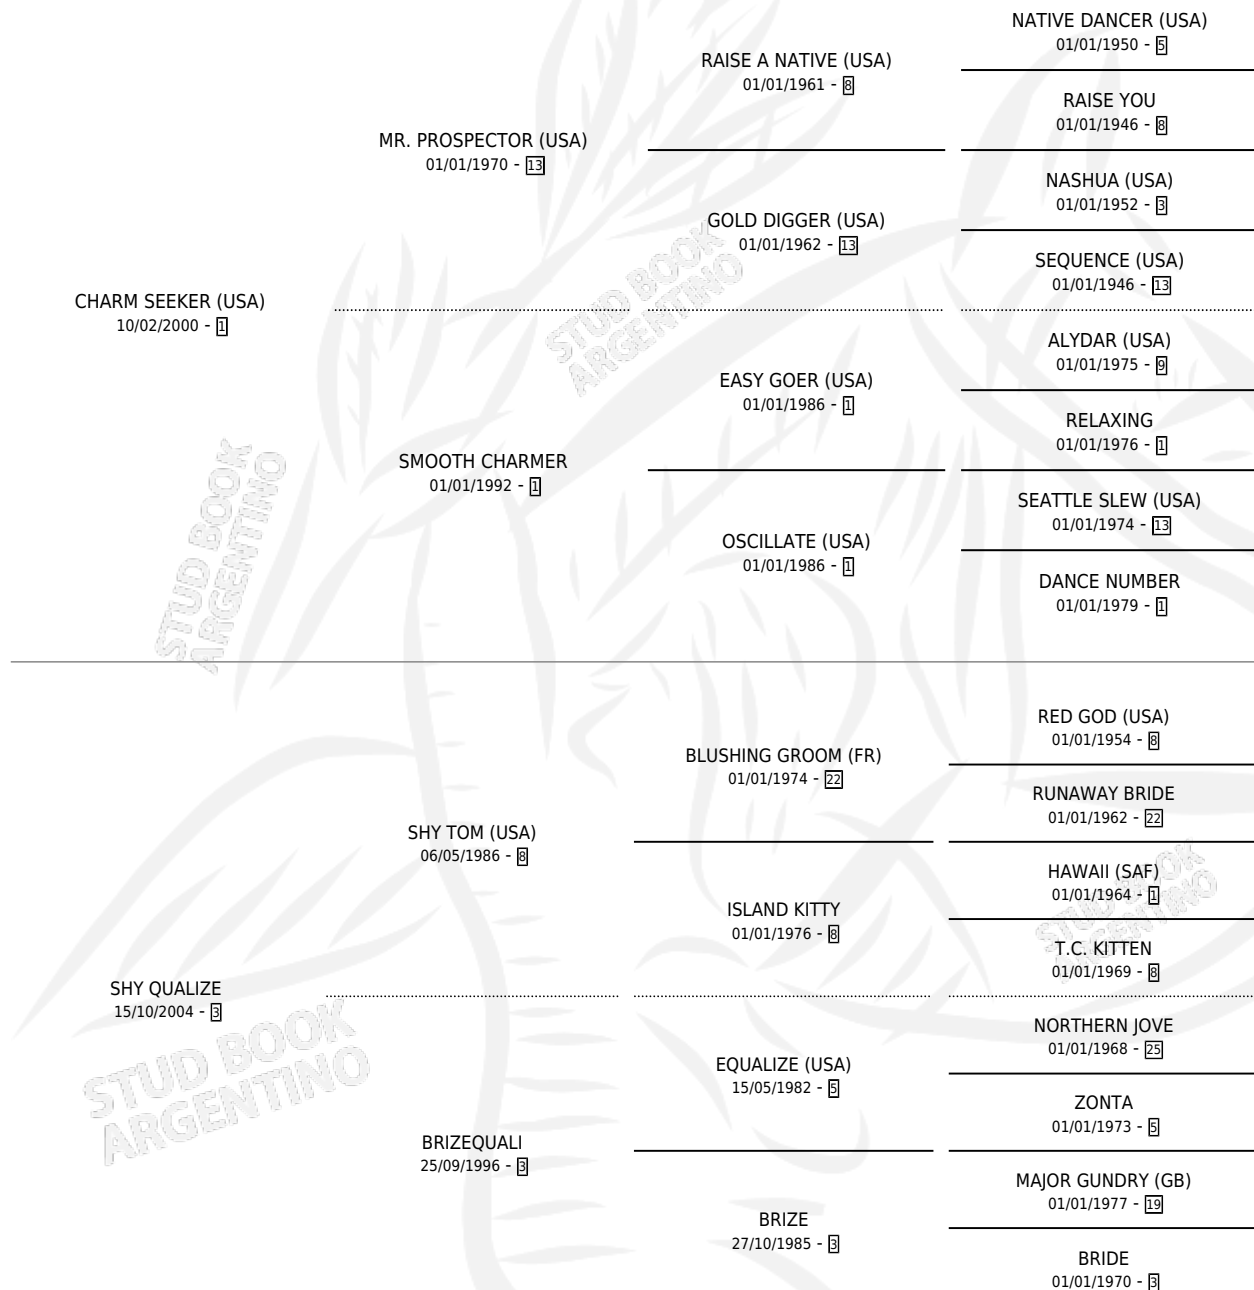 NATIVE DANCER (USA)
01/01/1950 - 5
RAISE A NATIVE (USA)
01/01/1961 - 8
RAISE YOU
01/01/1946 - 8
MR. PROSPECTOR (USA)
01/01/1970 - 13
NASHUA (USA)
01/01/1952 - 3
GOLD DIGGER (USA)
01/01/1962 - 13
SEQUENCE (USA)
01/01/1946 - 13
CHARM SEEKER (USA)
10/02/2000 - 1
ALYDAR (USA)
01/01/1975 - 9
EASY GOER (USA)
01/01/1986 - 1
RELAXING
01/01/1976 - 1
SMOOTH CHARMER
01/01/1992 - 1
SEATTLE SLEW (USA)
01/01/1974 - 13
OSCILLATE (USA)
01/01/1986 - 1
DANCE NUMBER
01/01/1979 - 1
RED GOD (USA)
01/01/1954 - 8
BLUSHING GROOM (FR)
01/01/1974 - 22
RUNAWAY BRIDE
01/01/1962 - 22
SHY TOM (USA)
06/05/1986 - 8
HAWAII (SAF)
01/01/1964 - 1
ISLAND KITTY
01/01/1976 - 8
T.C. KITTEN
01/01/1969 - 8
SHY QUALIZE
15/10/2004 - 3
NORTHERN JOVE
01/01/1968 - 25
EQUALIZE (USA)
15/05/1982 - 5
ZONTA
01/01/1973 - 5
BRIZEQUALI
25/09/1996 - 3
MAJOR GUNDRY (GB)
01/01/1977 - 19
BRIZE
27/10/1985 - 3
BRIDE
01/01/1970 - 3
STUD BOOK
ARGENTINO
STUD BOOK
ARGENTINO
STUD BOOK
ARGENTINO
STUD BOOK
ARGENTINO